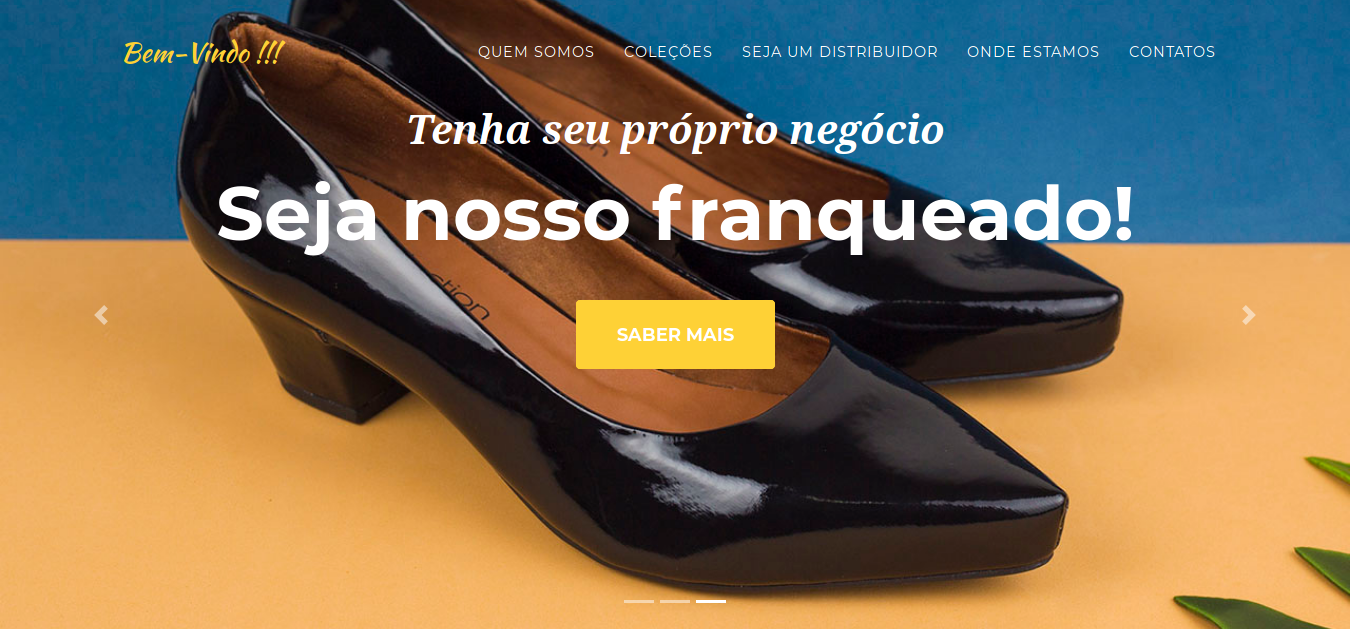 Bem-Vindo !!!
QUEM SOMOS
COLEÇÕES
SEJA UM DISTRIBUIDOR
ONDE ESTAMOS
CONTATOS
Tenha seu próprio negócio
Seja nosso franqueado!
SABER MAIS